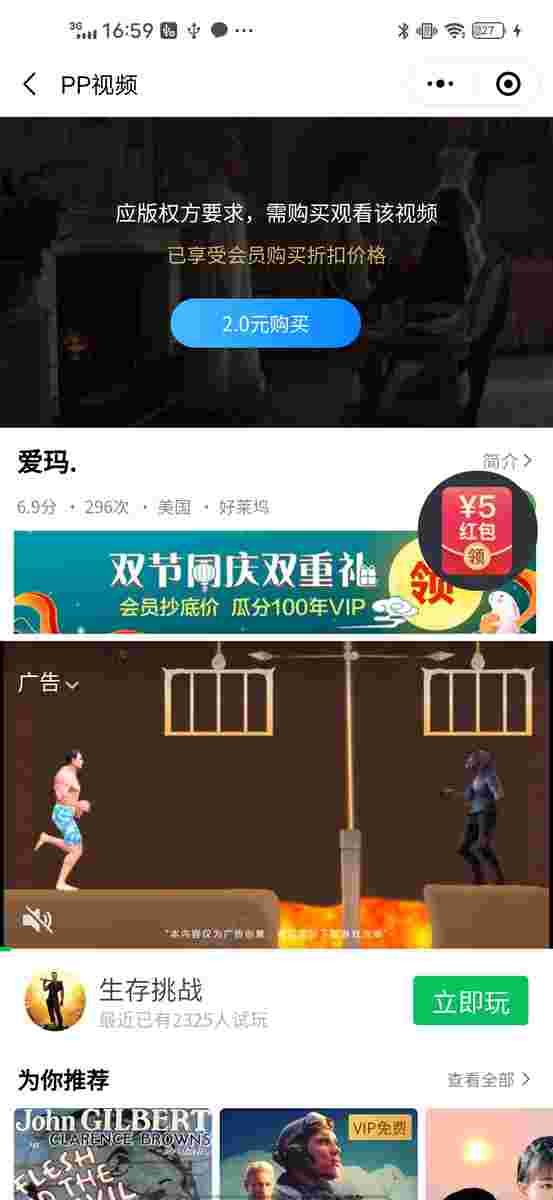 3G 16:59 27
PP视频
应版权方要求，需购买观看该视频
已享受会员购买折扣价格
2.0元购买
爱玛.
简介
6.9分 · 296次 · 美国 · 好莱坞
¥5
红包
领
双节同庆双重礼
会员抄底价 瓜分100年VIP
领
广告
"本内容仅为广告创意，
生存挑战
最近已有2325人试玩
立即玩
为你推荐
查看全部
John GILBERT
CLARENCE BROWN'S
FLESH
VIP免费